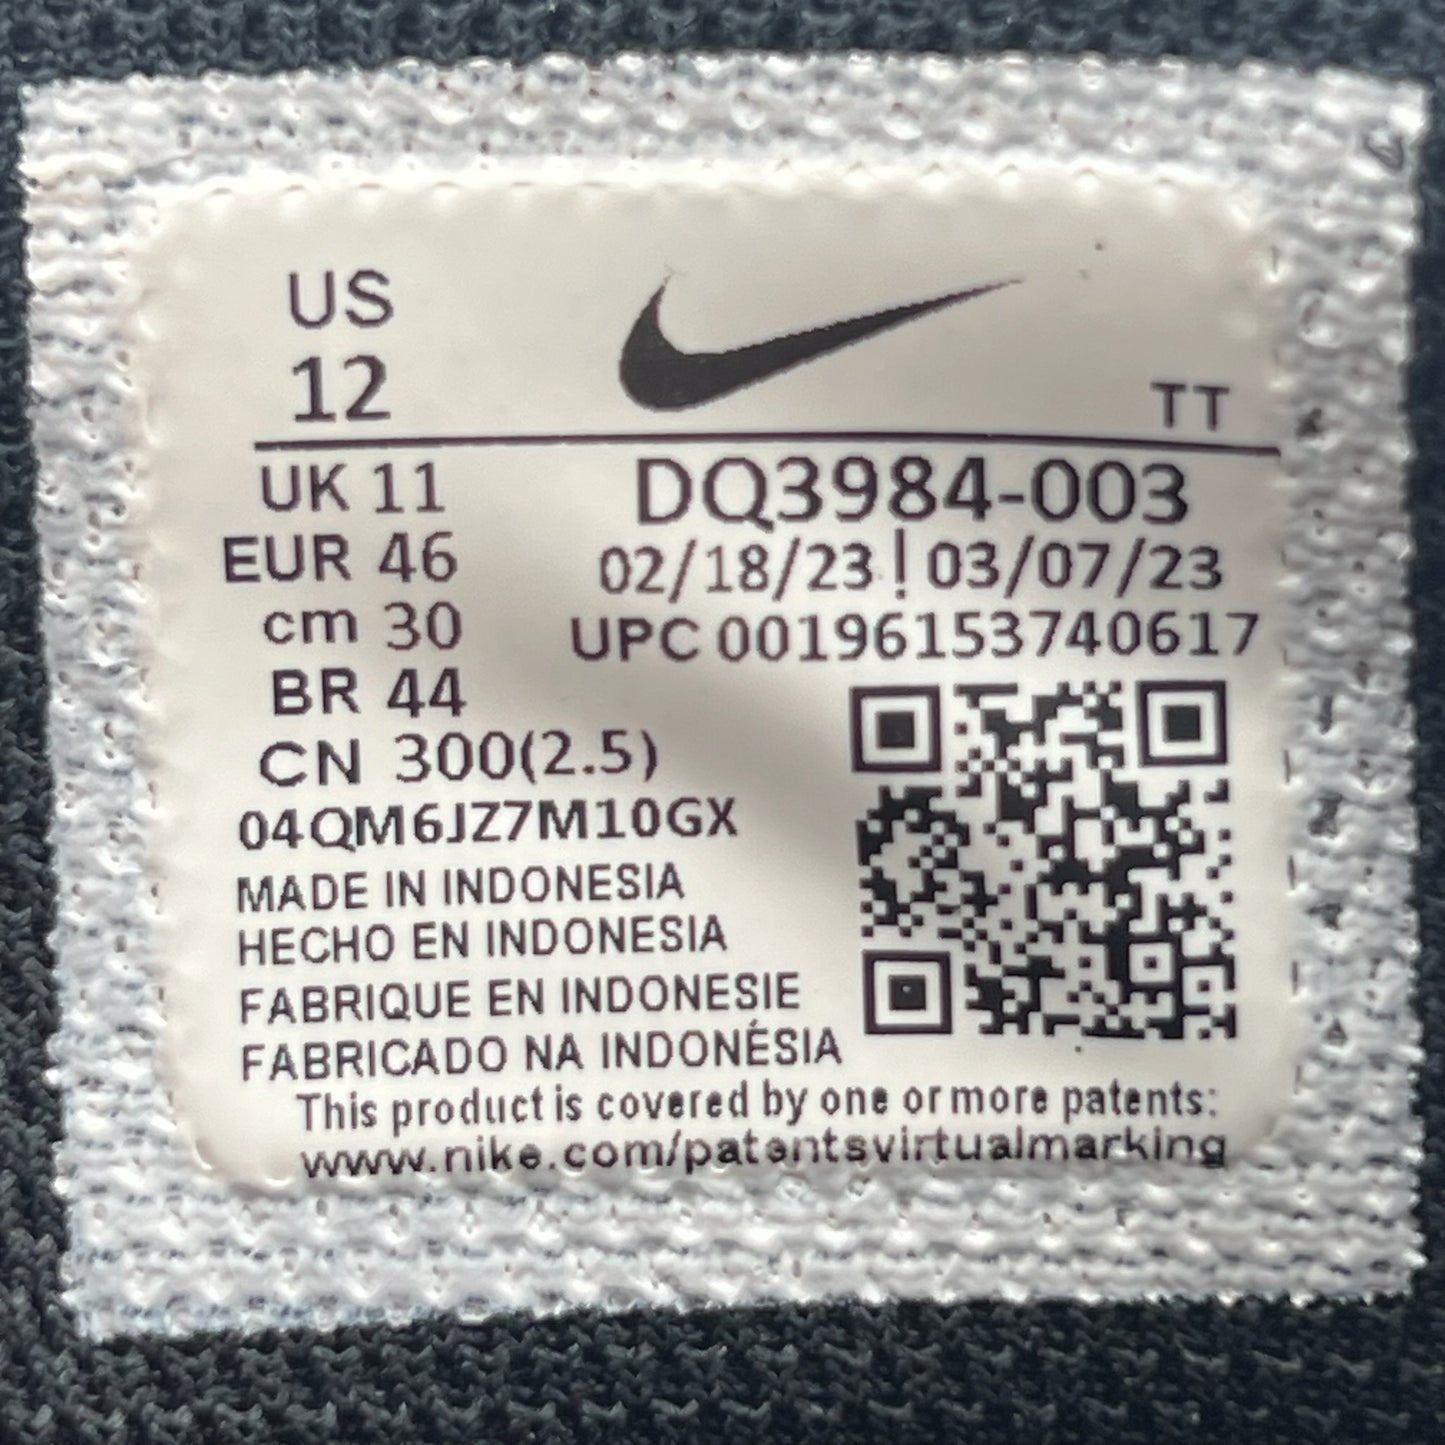 US
12
TT
UK 11
EUR 46
cm 30
BR 44
CN 300(2.5)
DQ3984-003
02/18/23 | 03/07/23
UPC 00196153740617
04QM6JZ7M10GX
MADE IN INDONESIA
HECHO EN INDONESIA
FABRIQUE EN INDONESIE
FABRICADO NA INDONÉSIA
This product is covered by one or more patents:
www.nike.com/patentsvirtualmarking